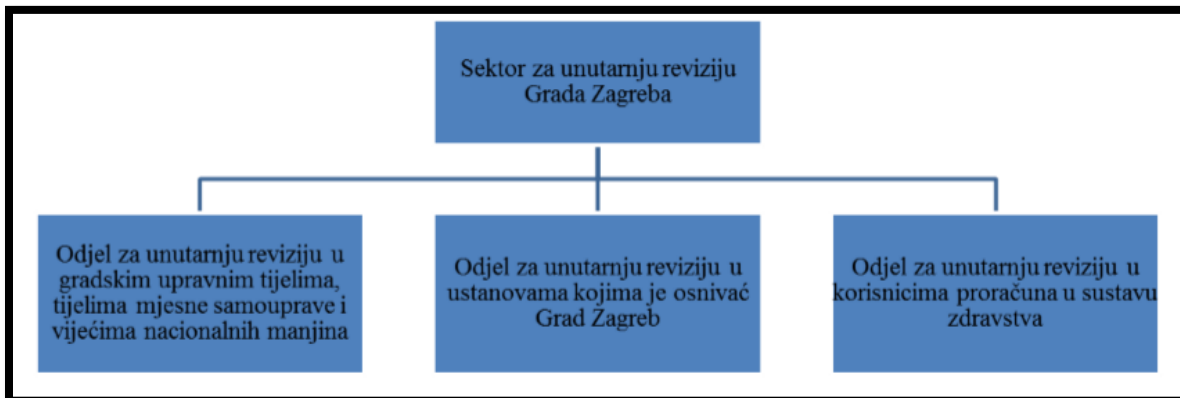 Sektor za unutarnju reviziju
Grada Zagreba
Odjel za unutarnju reviziju u
gradskim upravnim tijelima,
tijelima mjesne samouprave i
vijećima nacionalnih manjina
Odjel za unutarnju reviziju u
ustanovama kojima je osnivač
Grad Zagreb
Odjel za unutarnju reviziju u
korisnicima proračuna u sustavu
zdravstva